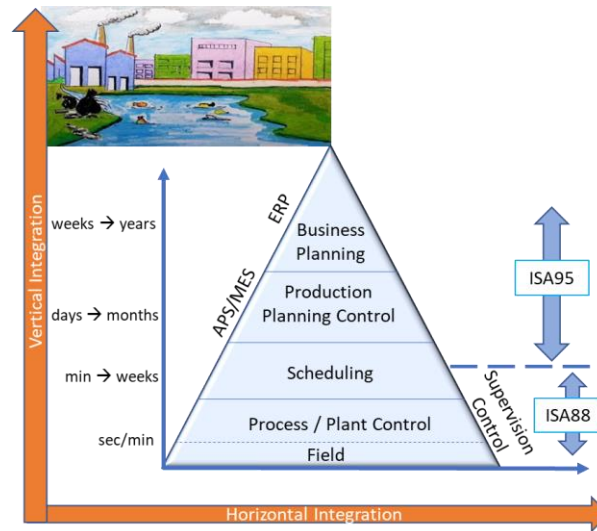 Vertical Integration
weeks → years
days → months
min → weeks
sec/min
ERP
APS/MES
Business
Planning
Production
Planning Control
Scheduling
Process / Plant Control
Field
Supervision
Control
ISA95
ISA88
Horizontal Integration